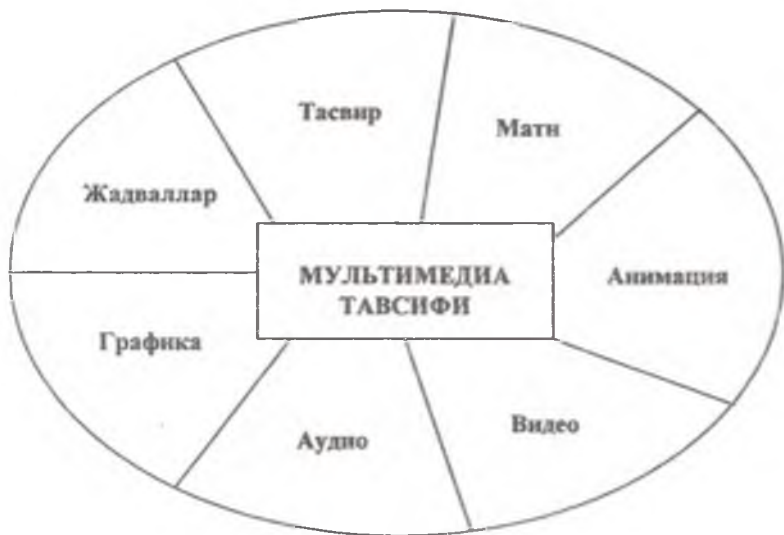 Тасвир
Матн
Жадваллар
МУЛЬТИМЕДИА
ТАВСИФИ
Анимация
Графика
Аудио
Видео